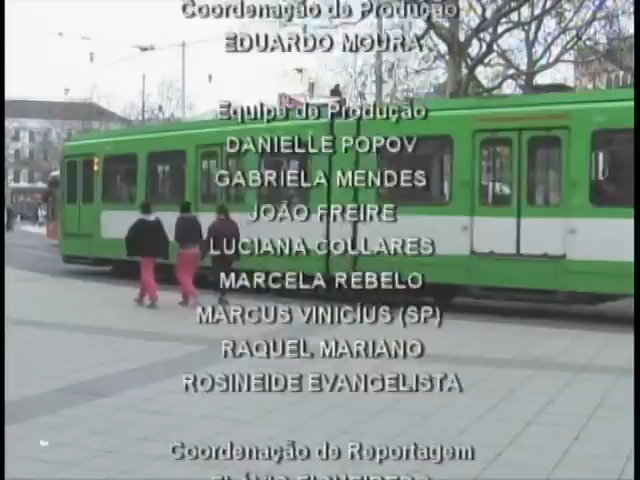 Coordenação de Produção
EDUARDO MOURA
Equipe de Produção
DANIELLE POPOV
GABRIELA MENDES
JOÃO FREIRE
LUCIANA COLLARES
MARCELA REBELO
MARCUS VINICÍUS (SP)
RAQUEL MARIANO
ROSINEIDE EVANGELISTA
Coordenação de Reportagem